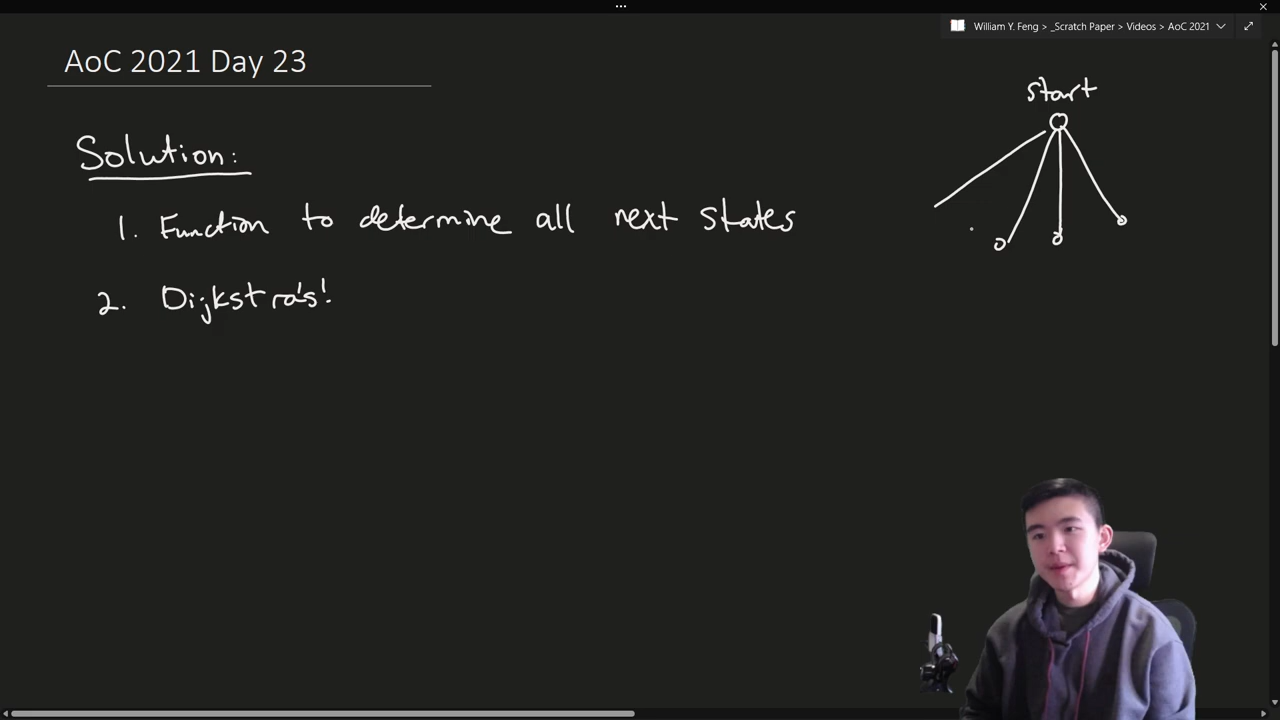 William Y. Feng > _Scratch Paper > Videos > AoC 2021
AoC 2021 Day 23
start
Solution:
1. Function to determine all next states
2. Dijkstra's!